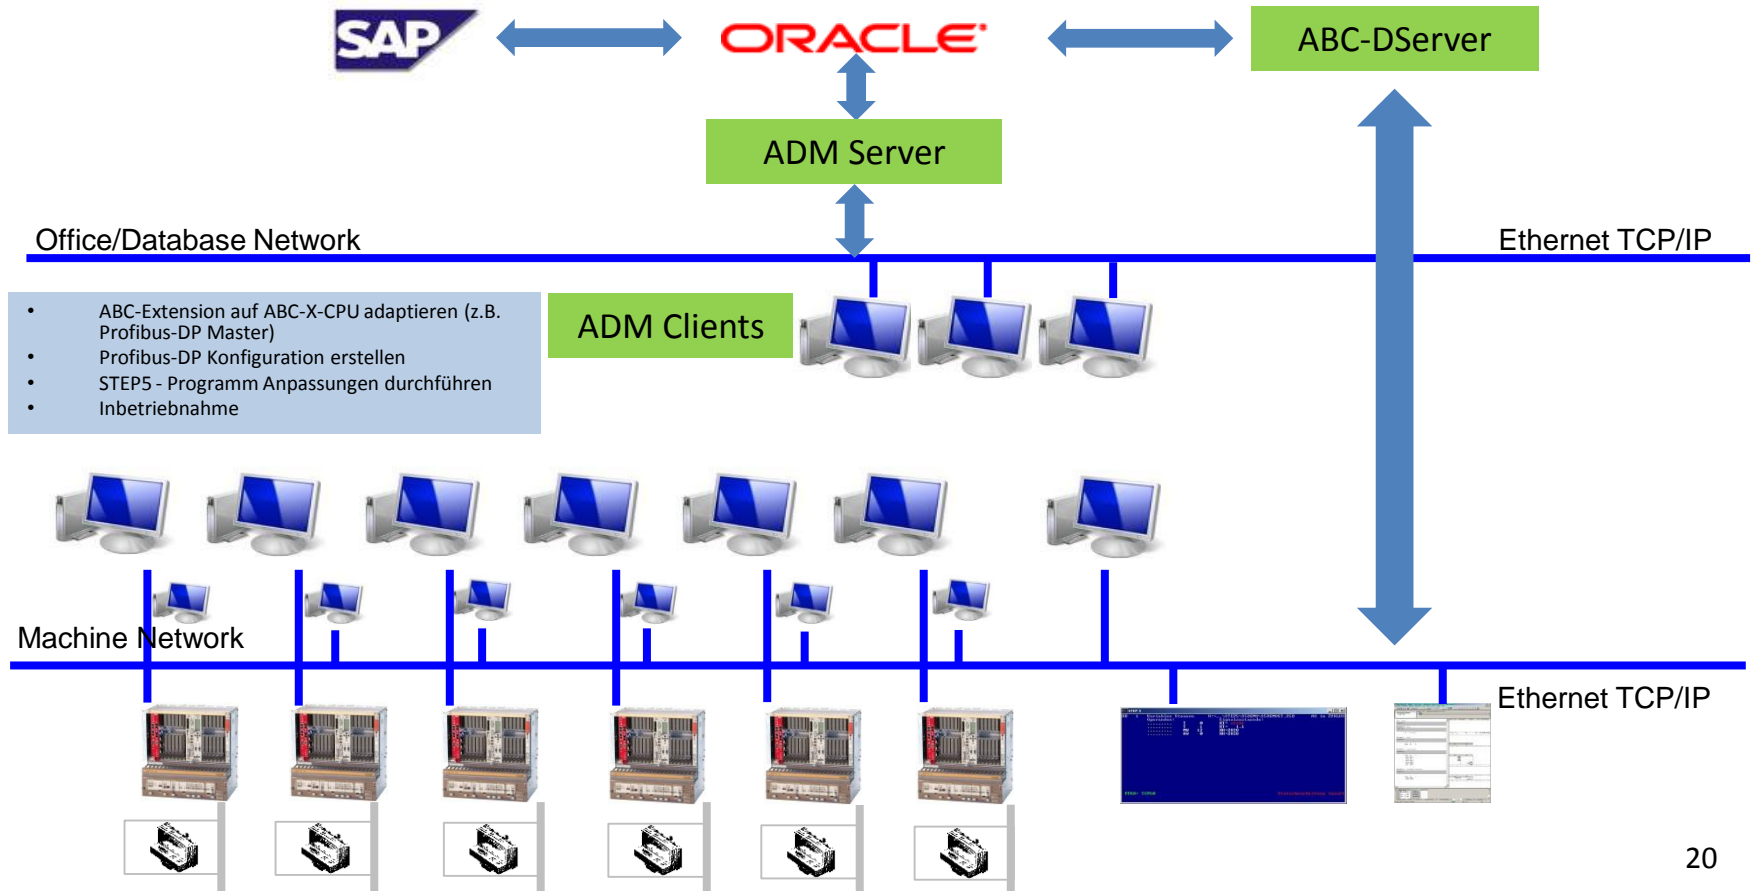 SAP
ORACLE
ABC-DServer
ADM Server
Office/Database Network
Ethernet TCP/IP
• ABC-Extension auf ABC-X-CPU adaptieren (z.B.
Profibus-DP Master)
• Profibus-DP Konfiguration erstellen
• STEP5 - Programm Anpassungen durchführen
• Inbetriebnahme
ADM Clients
Machine Network
Ethernet TCP/IP
20